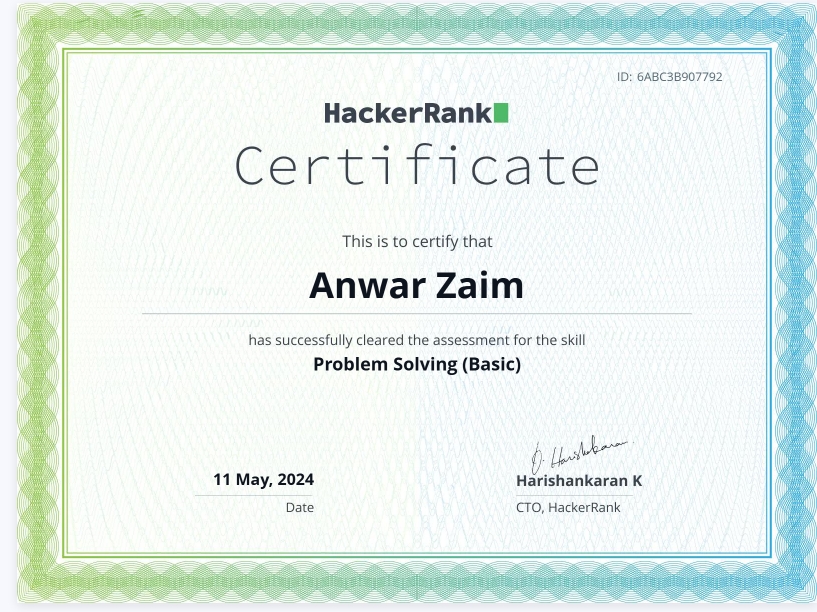 ID: 6ABC3B907792
HackerRank
Certificate
This is to certify that
Anwar Zaim
has successfully cleared the assessment for the skill
Problem Solving (Basic)
D. Harishankaran
11 May, 2024
Harishankaran K
Date
CTO, HackerRank